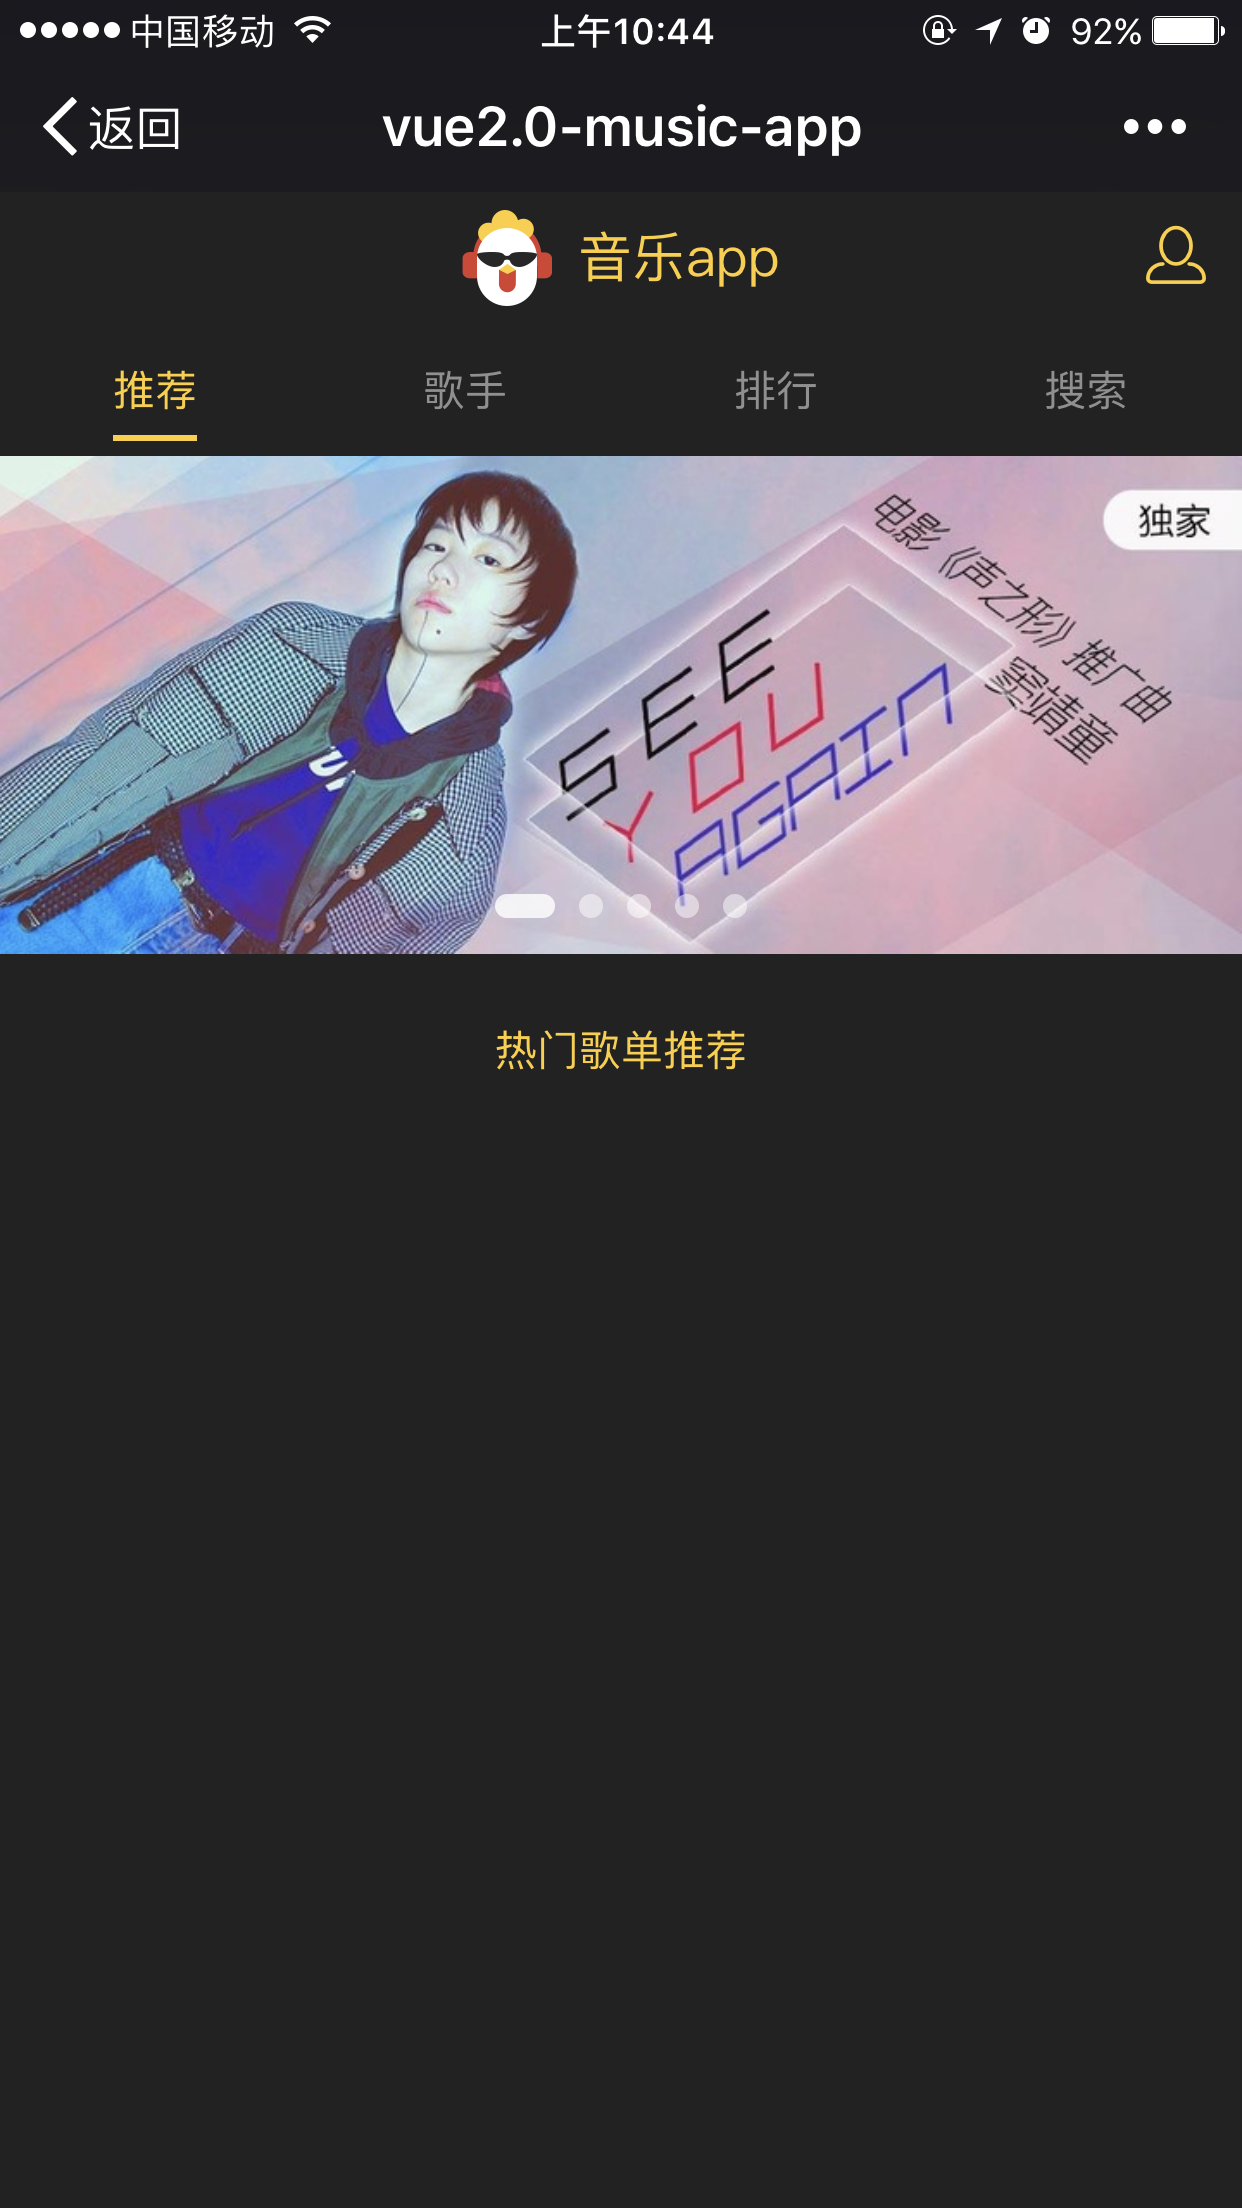 中国移动 上午10:44 92%
返回 vue2.0-music-app
音乐app
推荐 歌手 排行 搜索
独家
电影《声之形》推广曲
窦靖童
SEE
YOU
AGAIN
热门歌单推荐